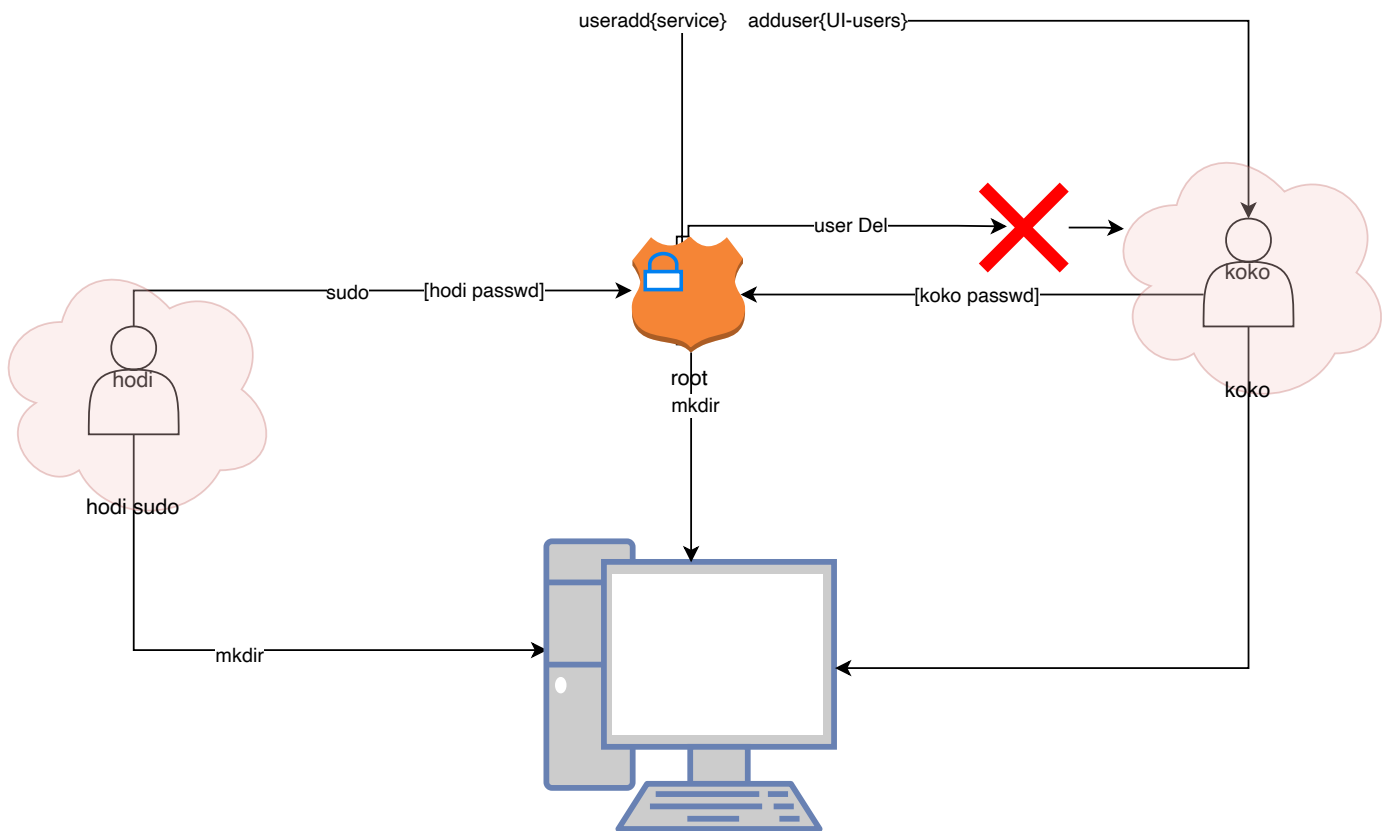 useradd{service} adduser{UI-users}
user Del
koko
sudo
[hodi passwd]
[koko passwd]
hodi
root
koko
mkdir
hodi sudo
mkdir